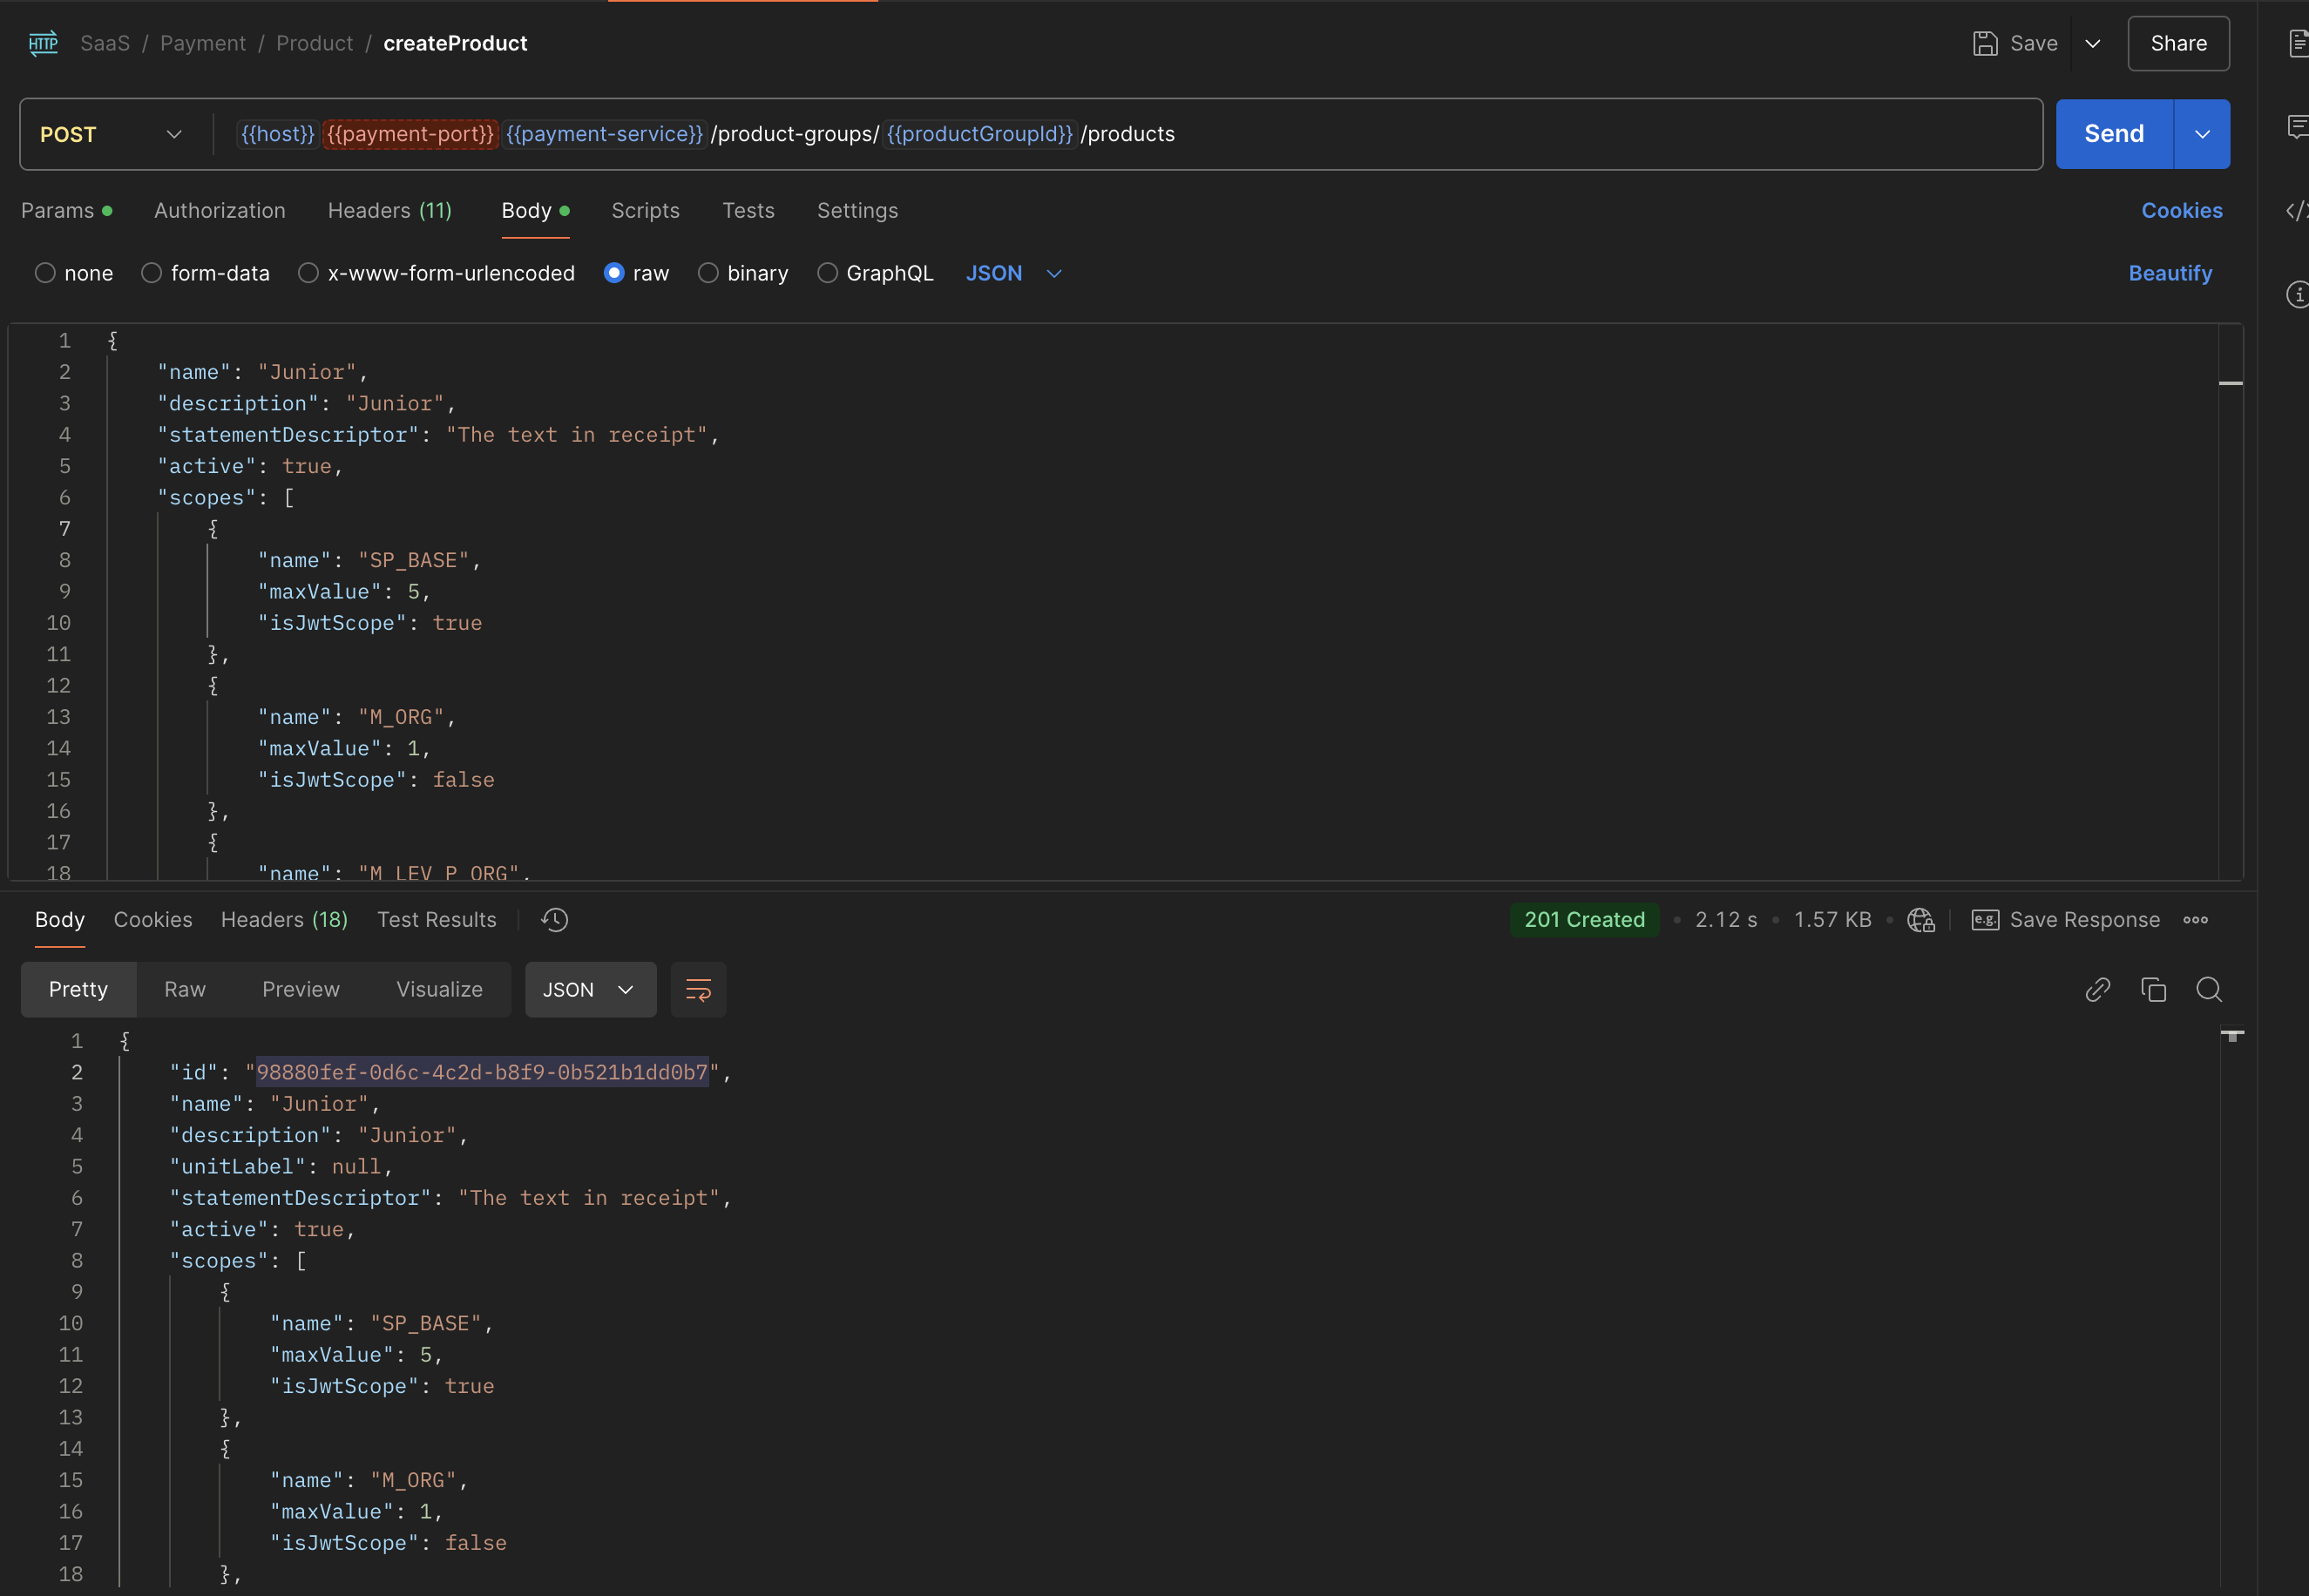 HTTP SaaS / Payment / Product / createProduct Save Share
POST {{host}}{{payment-port}}{{payment-service}}/product-groups/{{productGroupId}}/products Send
Params Authorization Headers (11) Body Scripts Tests Settings Cookies
none form-data x-www-form-urlencoded raw binary GraphQL JSON Beautify
1 {
2 "name": "Junior",
3 "description": "Junior",
4 "statementDescriptor": "The text in receipt",
5 "active": true,
6 "scopes": [
7 {
8 "name": "SP_BASE",
9 "maxValue": 5,
10 "isJwtScope": true
11 },
12 {
13 "name": "M_ORG",
14 "maxValue": 1,
15 "isJwtScope": false
16 },
17 {
18 "name": "M_LEV_P_ORG",
Body Cookies Headers (18) Test Results 201 Created 2.12 s 1.57 KB e.g. Save Response
Pretty Raw Preview Visualize JSON
1 {
2 "id": "98880fef-0d6c-4c2d-b8f9-0b521b1dd0b7",
3 "name": "Junior",
4 "description": "Junior",
5 "unitLabel": null,
6 "statementDescriptor": "The text in receipt",
7 "active": true,
8 "scopes": [
9 {
10 "name": "SP_BASE",
11 "maxValue": 5,
12 "isJwtScope": true
13 },
14 {
15 "name": "M_ORG",
16 "maxValue": 1,
17 "isJwtScope": false
18 },